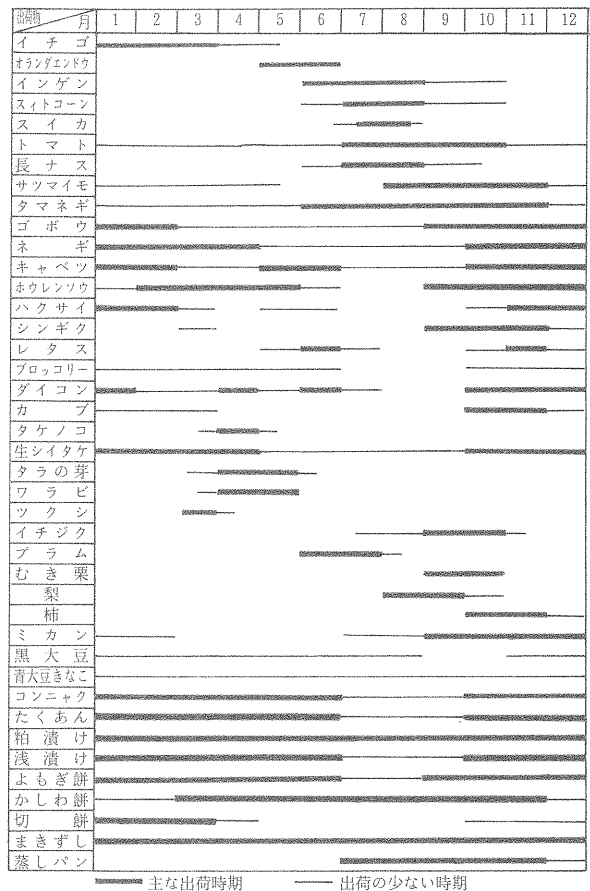 出荷物 月 1 2 3 4 5 6 7 8 9 10 11 12
イチゴ
オランダエンドウ
インゲン
スィトコーン
スイカ
トマト
長ナス
サツマイモ
タマネギ
ゴボウ
ネギ
キャベツ
ホウレンソウ
ハクサイ
シンギク
レタス
ブロッコリー
ダイコン
カブ
タケノコ
生シイタケ
タラの芽
ワラビ
ツクシ
イチジク
プラム
むき栗
梨
柿
ミカン
黒大豆
青大豆きなこ
コンニャク
たくあん
粕漬け
浅漬け
よもぎ餅
かしわ餅
切餅
まきずし
蒸しパン
主な出荷時期 出荷の少ない時期